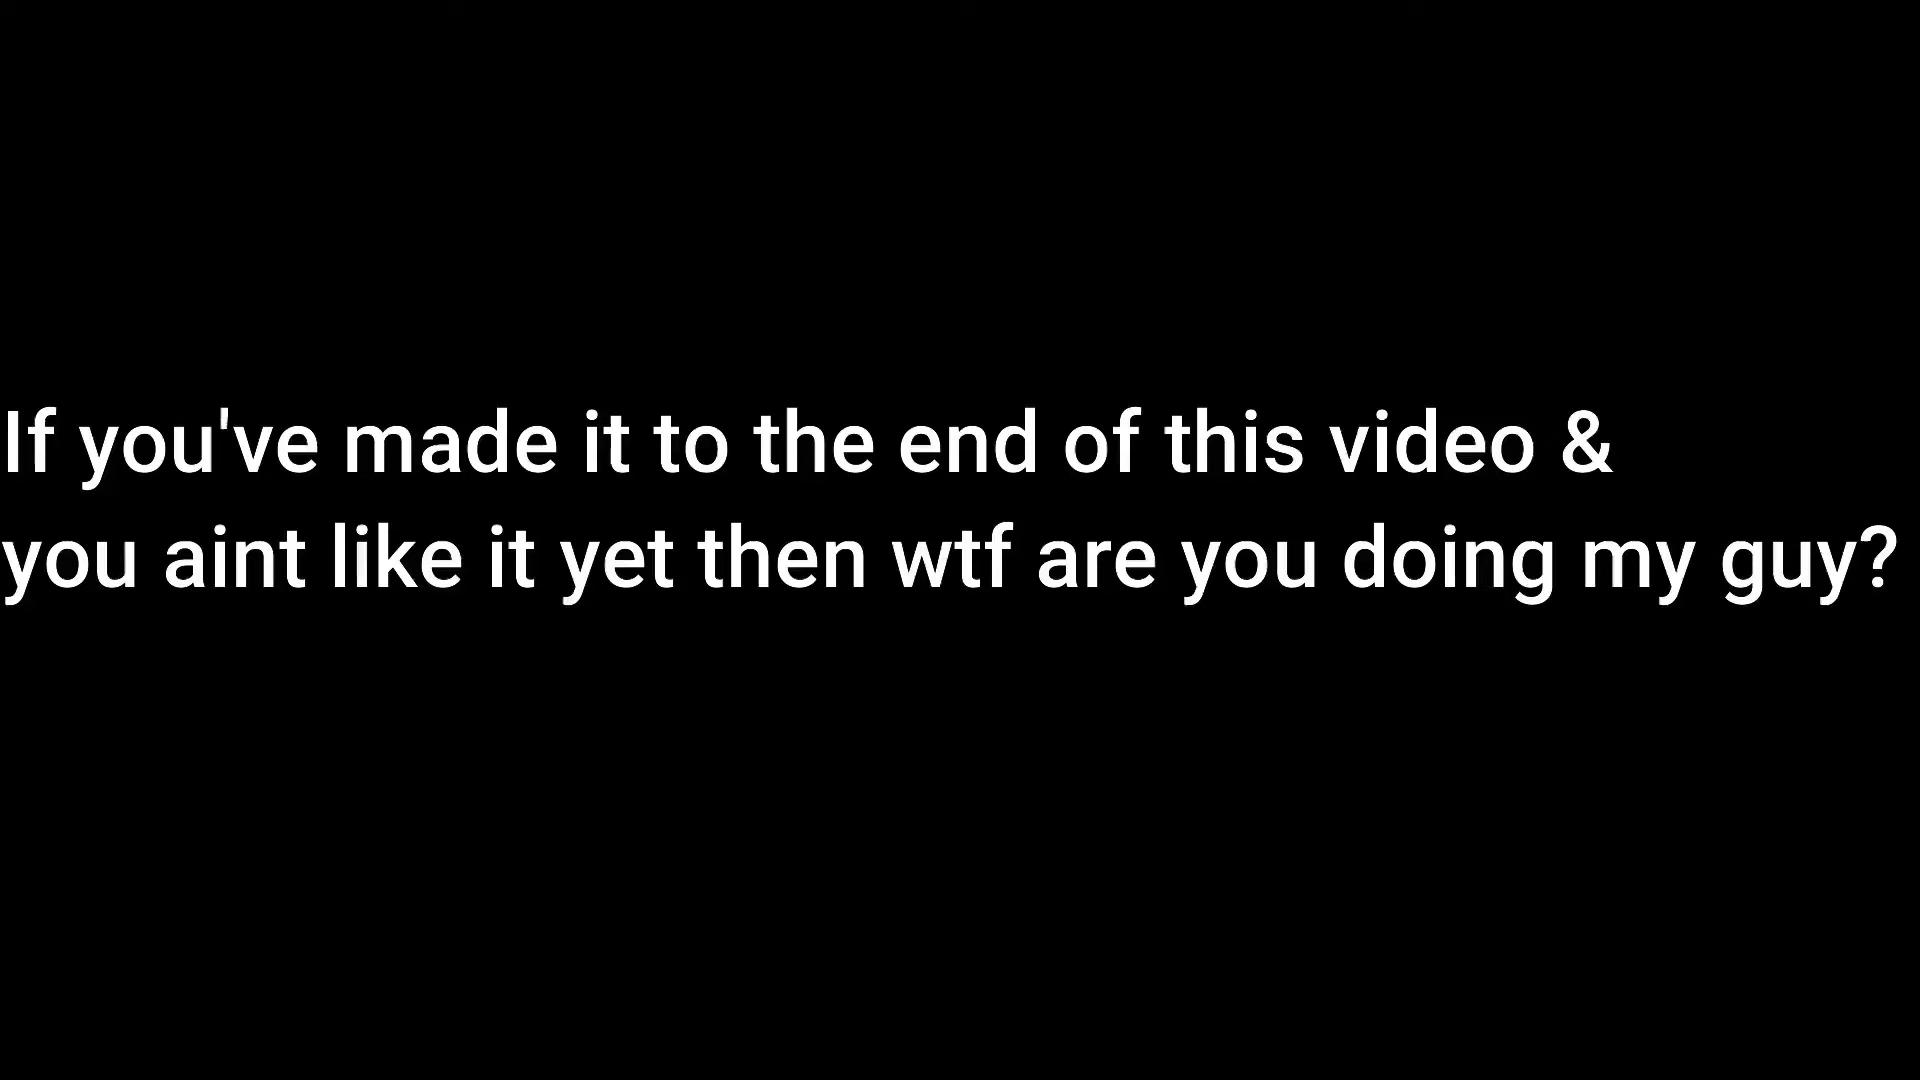 If you've made it to the end of this video &
you aint like it yet then wtf are you doing my guy?